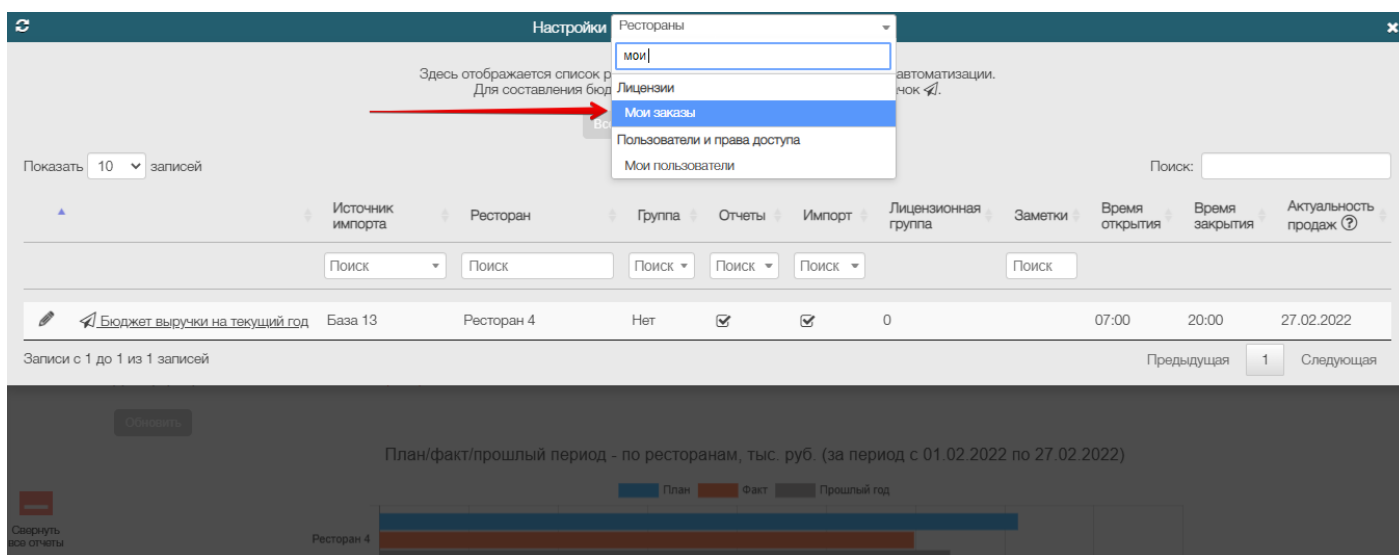 Настройки Рестораны
мои
Здесь отображается список р
автоматизации.
Для составления бюд
чок
Лицензии
Мои заказы
Пользователи и права доступа
Мои пользователи
Показать 10 записей
Поиск:
Источник импорта
Ресторан
Группа
Отчеты
Импорт
Лицензионная группа
Заметки
Время открытия
Время закрытия
Актуальность продаж ?
Поиск
Поиск
Поиск
Поиск
Поиск
Поиск
Бюджет выручки на текущий год База 13 Ресторан 4 Нет 0 07:00 20:00 27.02.2022
Записи с 1 до 1 из 1 записей
Предыдущая 1 Следующая
Обновить
План/факт/прошлый период - по ресторанам, тыс. руб. (за период с 01.02.2022 по 27.02.2022)
План Факт Прошлый год
Свернуть
все отчеты
Ресторан 4